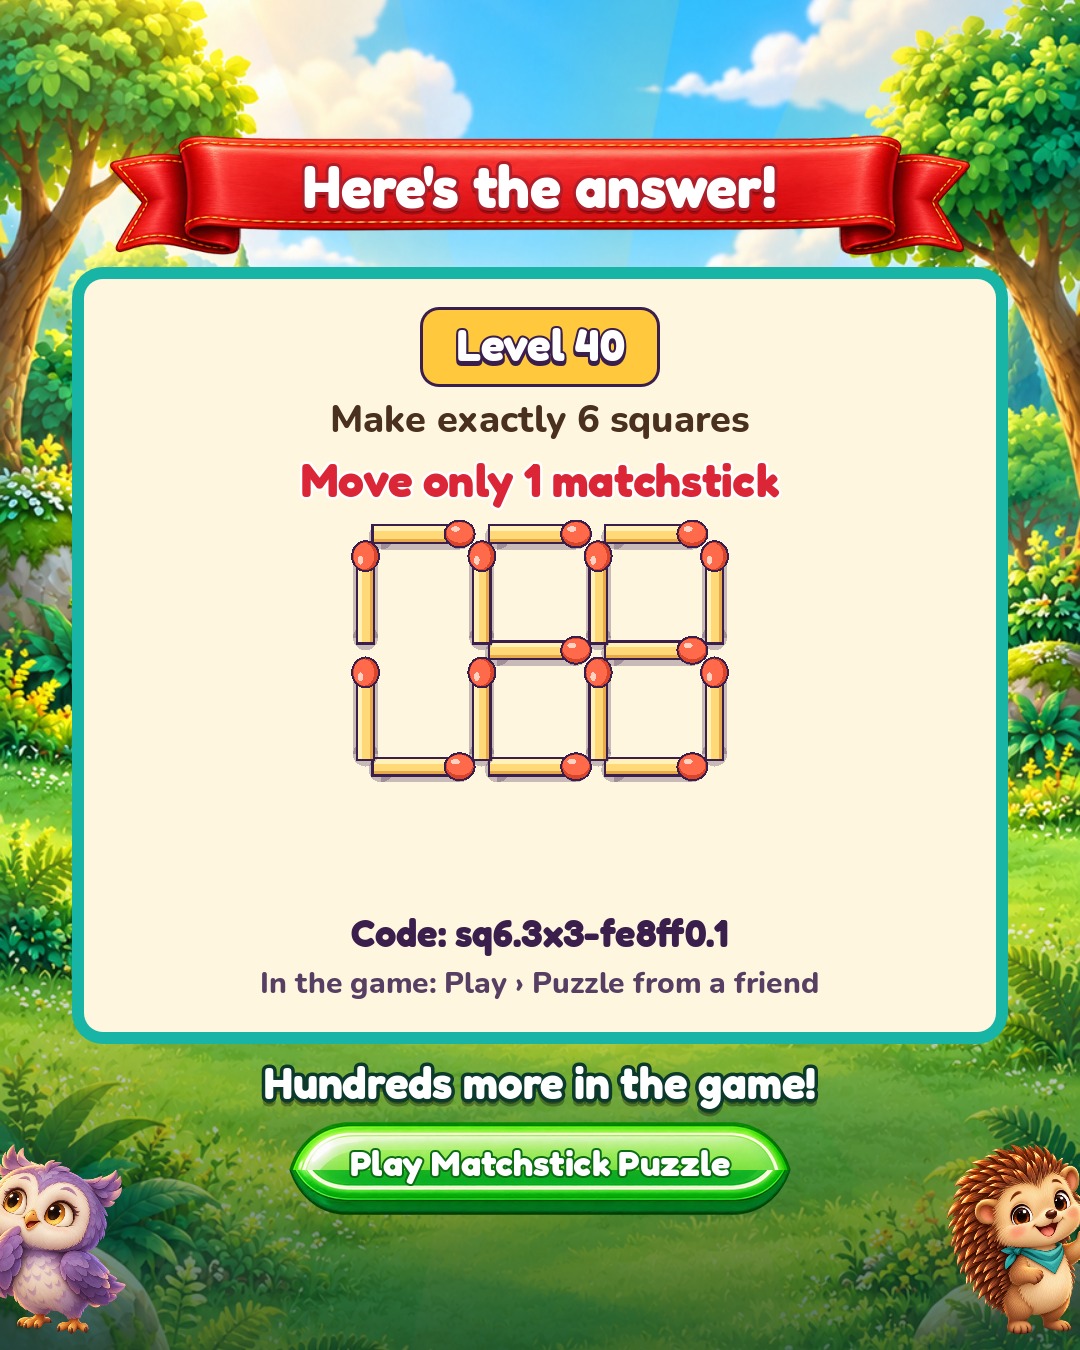 Here's the answer!
Level 40
Make exactly 6 squares
Move only 1 matchstick
Code: sq6.3x3-fe8ff0.1
In the game: Play › Puzzle from a friend
Hundreds more in the game!
Play Matchstick Puzzle